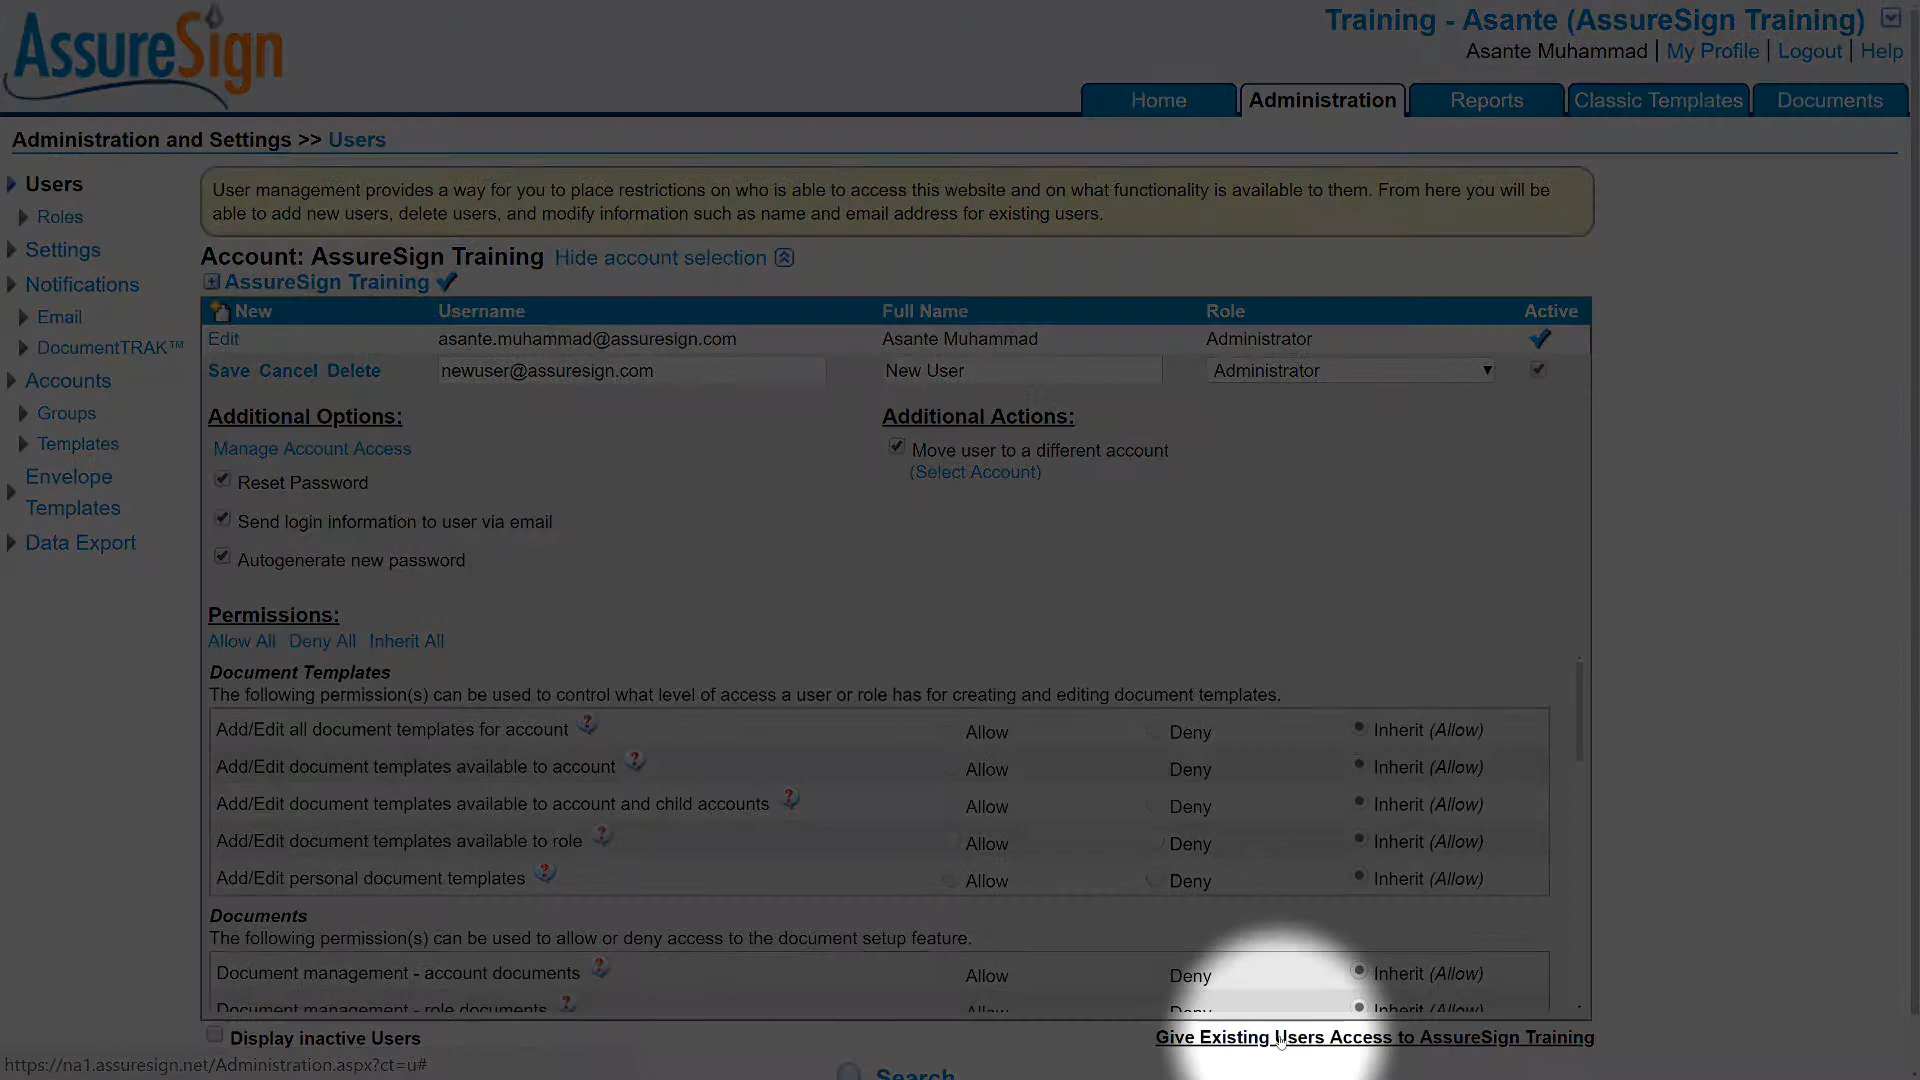 AssureSign
Training - Asante (AssureSign Training)
Asante Muhammad | My Profile | Logout | Help
Home Administration Reports Classic Templates Documents
Administration and Settings >> Users
Users
Roles
Settings
Notifications
Email
DocumentTRAK™
Accounts
Groups
Templates
Envelope
Templates
Data Export
User management provides a way for you to place restrictions on who is able to access this website and on what functionality is available to them. From here you will be
able to add new users, delete users, and modify information such as name and email address for existing users.
Account: AssureSign Training Hide account selection
AssureSign Training
New Username Full Name Role Active
Edit asante.muhammad@assuresign.com Asante Muhammad Administrator
Save Cancel Delete newuser@assuresign.com New User Administrator
Additional Options: Additional Actions:
Manage Account Access Move user to a different account
(Select Account)
Reset Password
Send login information to user via email
Autogenerate new password
Permissions:
Allow All Deny All Inherit All
Document Templates
The following permission(s) can be used to control what level of access a user or role has for creating and editing document templates.
Add/Edit all document templates for account Allow Deny Inherit (Allow)
Add/Edit document templates available to account Allow Deny Inherit (Allow)
Add/Edit document templates available to account and child accounts Allow Deny Inherit (Allow)
Add/Edit document templates available to role Allow Deny Inherit (Allow)
Add/Edit personal document templates Allow Deny Inherit (Allow)
Documents
The following permission(s) can be used to allow or deny access to the document setup feature.
Document management - account documents Allow Deny Inherit (Allow)
Document management - role documents Allow Deny Inherit (Allow)
Display inactive Users Give Existing Users Access to AssureSign Training
https://na1.assuresign.net/Administration.aspx?ct=u#
Search